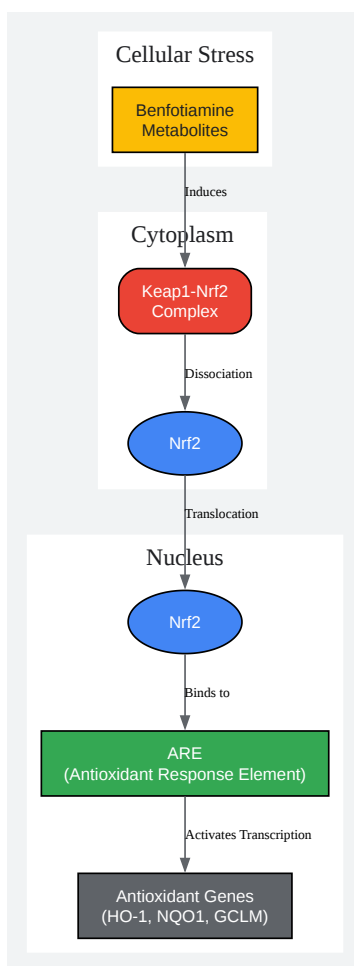 Cellular Stress
Benfotiamine
Metabolites
Induces
Cytoplasm
Keap1-Nrf2
Complex
Dissociation
Nrf2
Translocation
Nucleus
Nrf2
Binds to
ARE
(Antioxidant Response Element)
Activates Transcription
Antioxidant Genes
(HO-1, NQO1, GCLM)